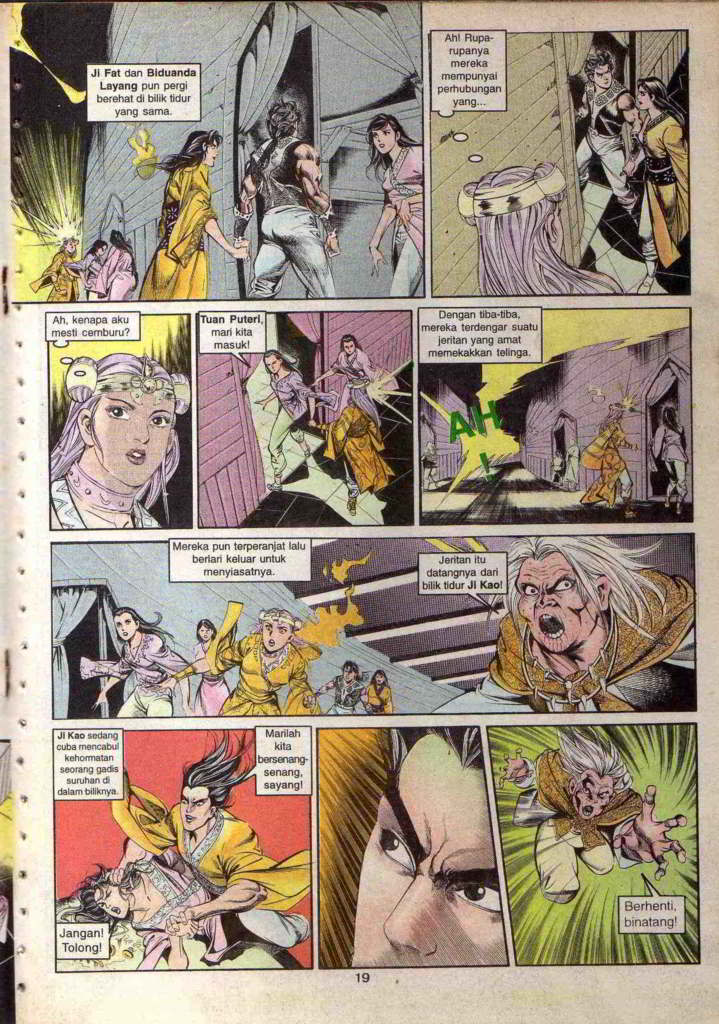 Ji Fat dan Biduanda
Layang pun pergi
berehat di bilik tidur
yang sama.
Ah! Rupa-
rupanya
mereka
mempunyai
perhubungan
yang...
Ah, kenapa aku
mesti cemburu?
Tuan Puteri,
mari kita
masuk!
Dengan tiba-tiba,
mereka terdengar suatu
jeritan yang amat
memekakkan telinga.
AH
!
Mereka pun terperanjat lalu
berlari keluar untuk
menyiasatnya.
Jeritan itu
datangnya dari
bilik tidur Ji Kao!
Ji Kao sedang
cuba mencabul
kehormatan
seorang gadis
suruhan di
dalam biliknya.
Marilah
kita
bersenang-
senang,
sayang!
Jangan!
Tolong!
Berhenti,
binatang!
19